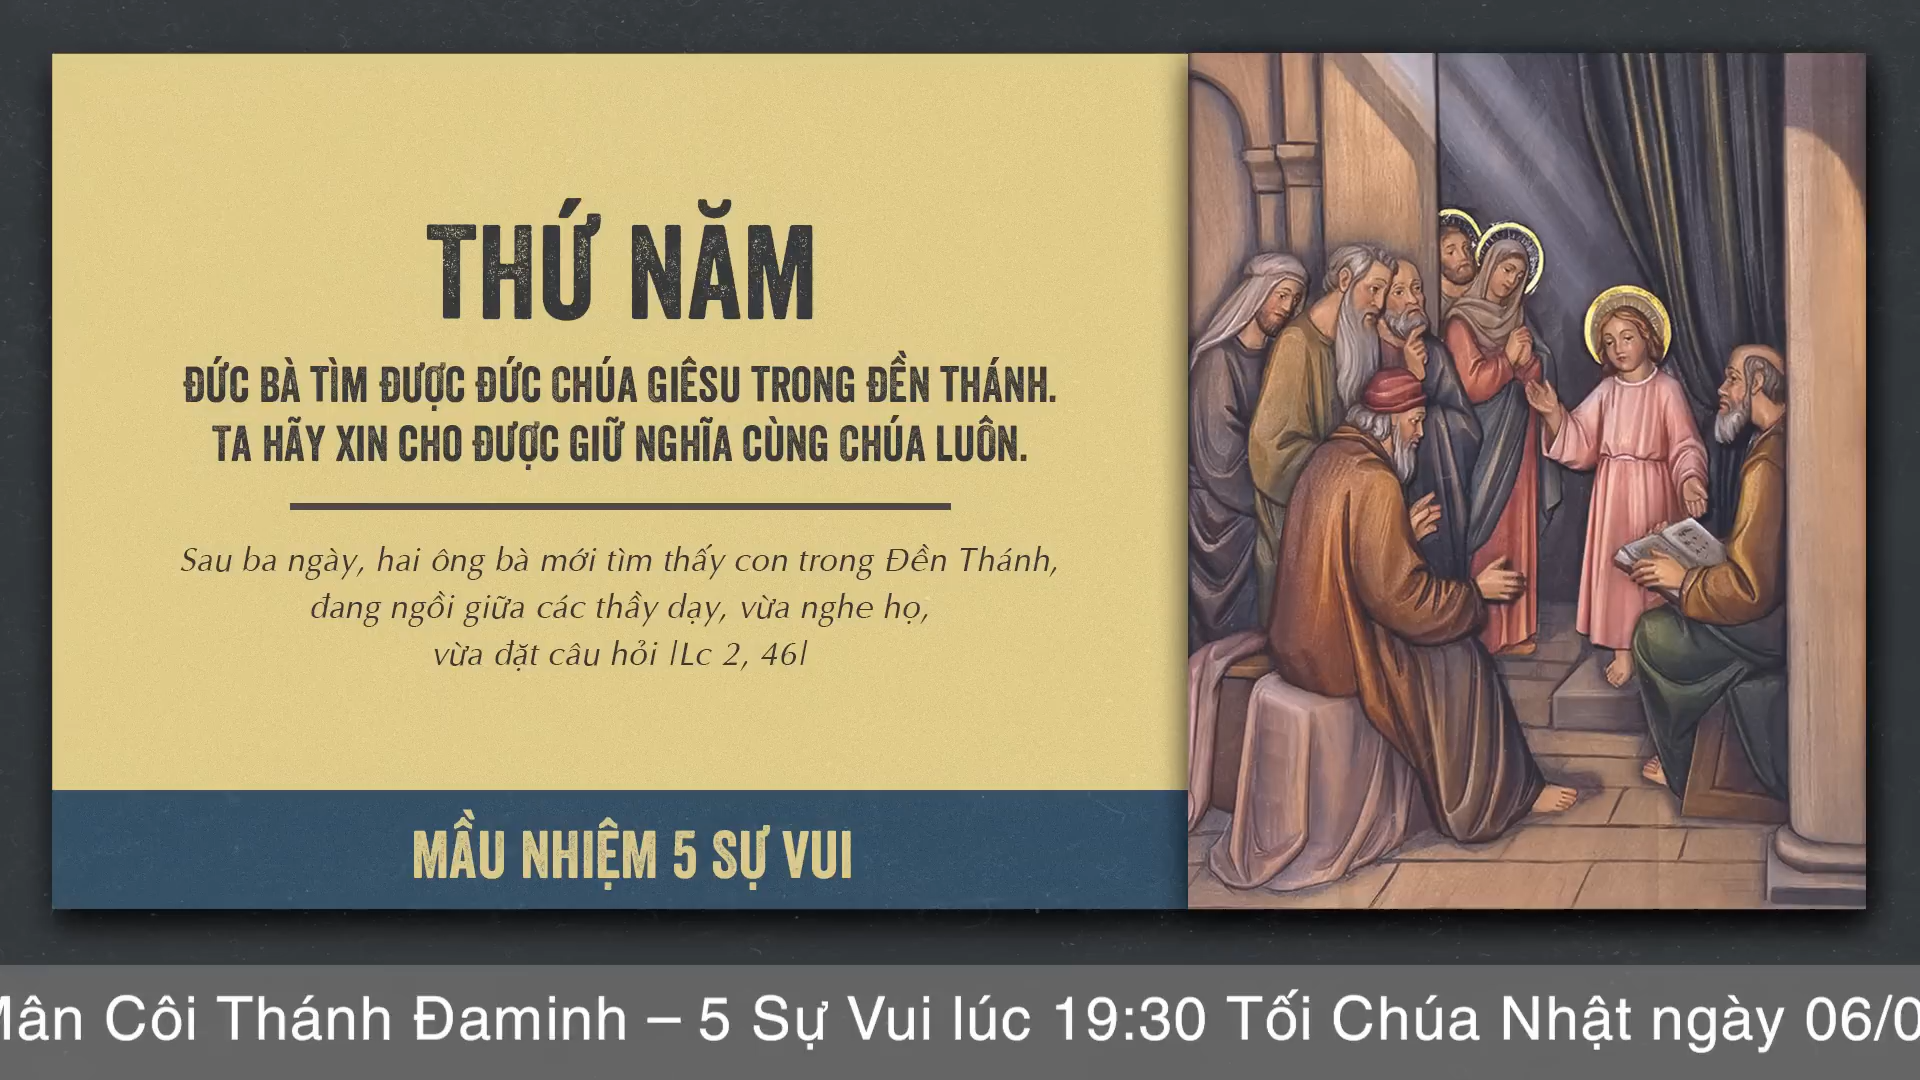 THỨ NĂM
ĐỨC BÀ TÌM ĐƯỢC ĐỨC CHÚA GIÊSU TRONG ĐỀN THÁNH.
TA HÃY XIN CHO ĐƯỢC GIỮ NGHĨA CÙNG CHÚA LUÔN.
Sau ba ngày, hai ông bà mới tìm thấy con trong Đền Thánh,
đang ngồi giữa các thầy dạy, vừa nghe họ,
vừa đặt câu hỏi |Lc 2, 46|
MẦU NHIỆM 5 SỰ VUI
Mân Côi Thánh Đaminh – 5 Sự Vui lúc 19:30 Tối Chúa Nhật ngày 06/0